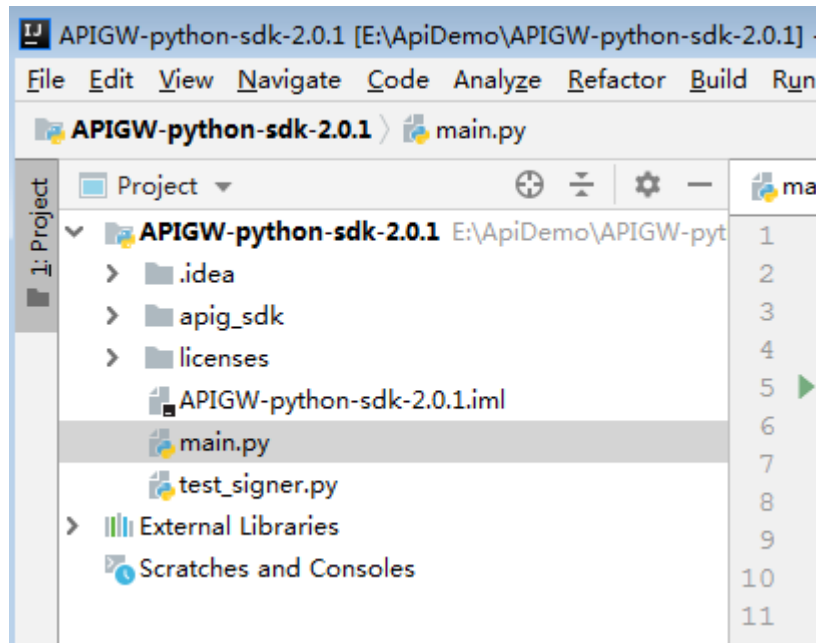 APIGW-python-sdk-2.0.1 [E:\ApiDemo\APIGW-python-sdk-2.0.1] -
File Edit View Navigate Code Analyze Refactor Build Run
APIGW-python-sdk-2.0.1 main.py
1: Project
Project
ma
APIGW-python-sdk-2.0.1 E:\ApiDemo\APIGW-pyt
.idea
apig_sdk
licenses
APIGW-python-sdk-2.0.1.iml
main.py
test_signer.py
External Libraries
Scratches and Consoles
1
2
3
4
5
6
7
8
9
10
11